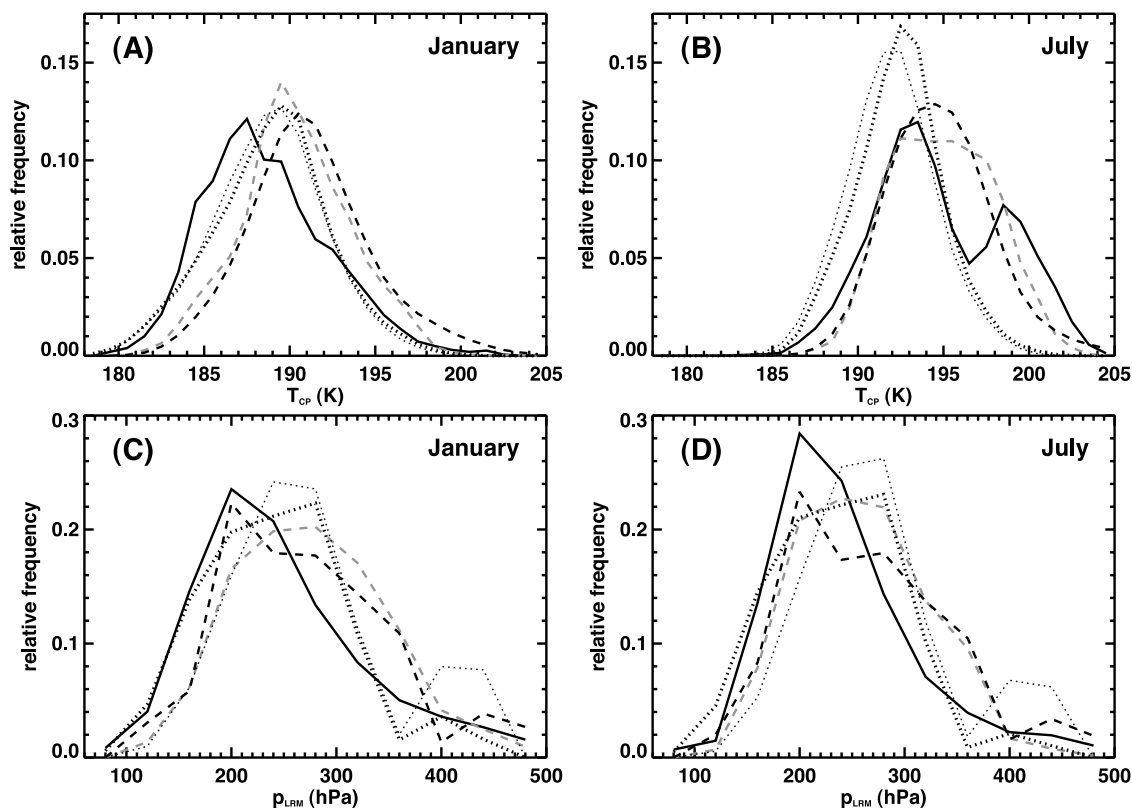 (A) January
(B) July
0.15
0.10
0.05
0.00
relative frequency
180 185 190 195 200 205
T_CP (K)
0.15
0.10
0.05
0.00
relative frequency
180 185 190 195 200 205
T_CP (K)
(C) January
(D) July
0.3
0.2
0.1
0.0
relative frequency
100 200 300 400 500
p_LRM (hPa)
0.3
0.2
0.1
0.0
relative frequency
100 200 300 400 500
p_LRM (hPa)